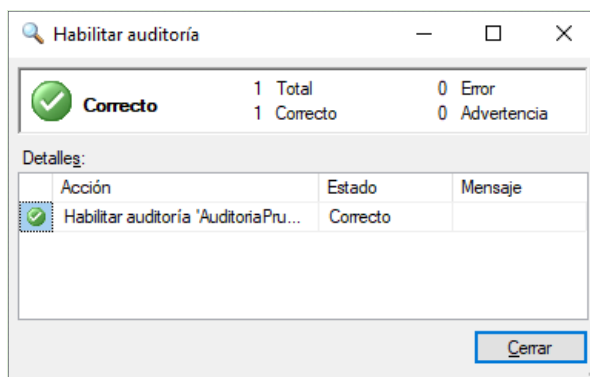 Habilitar auditoría
Correcto
1 Total 0 Error
1 Correcto 0 Advertencia
Detalles:
Acción Estado Mensaje
Habilitar auditoría 'AuditoriaPru... Correcto
Cerrar